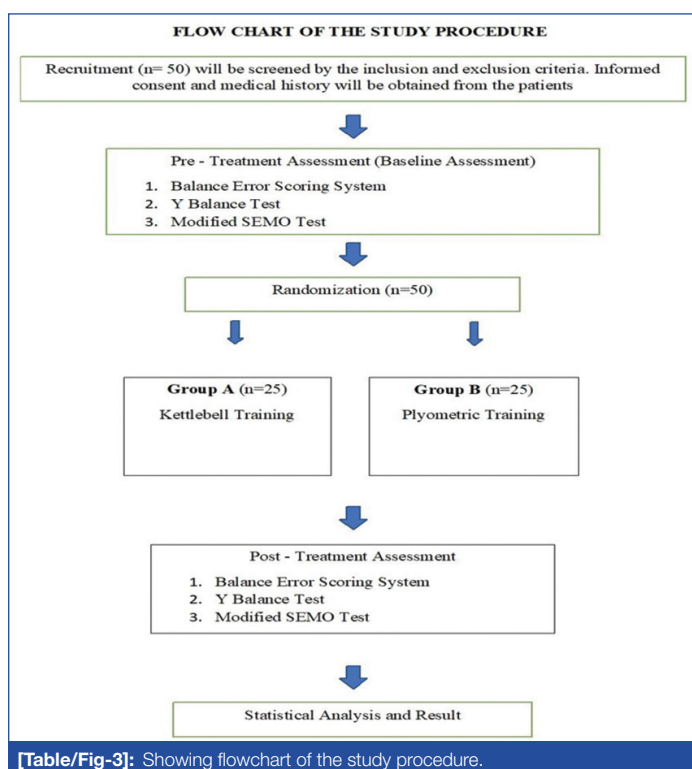 FLOW CHART OF THE STUDY PROCEDURE
Recruitment (n= 50) will be screened by the inclusion and exclusion criteria. Informed
consent and medical history will be obtained from the patients
Pre - Treatment Assessment (Baseline Assessment)
1. Balance Error Scoring System
2. Y Balance Test
3. Modified SEMO Test
Randomization (n=50)
Group A (n=25)
Kettlebell Training
Group B (n=25)
Plyometric Training
Post - Treatment Assessment
1. Balance Error Scoring System
2. Y Balance Test
3. Modified SEMO Test
Statistical Analysis and Result
[Table/Fig-3]: Showing flowchart of the study procedure.